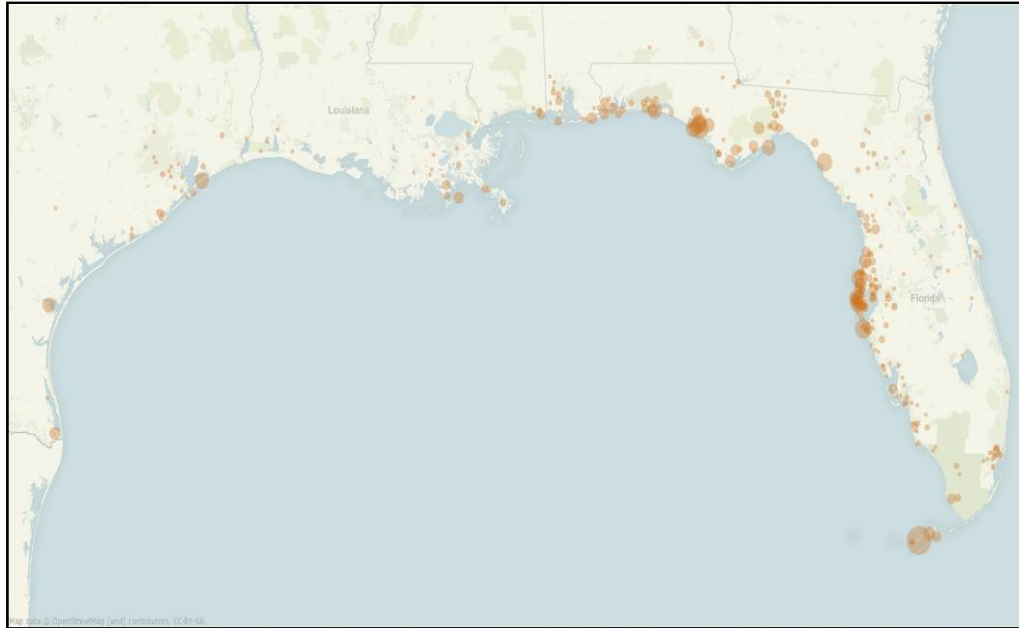 Louisiana
Florida
Map data © OpenStreetMap (and) contributors, CC-BY-SA.